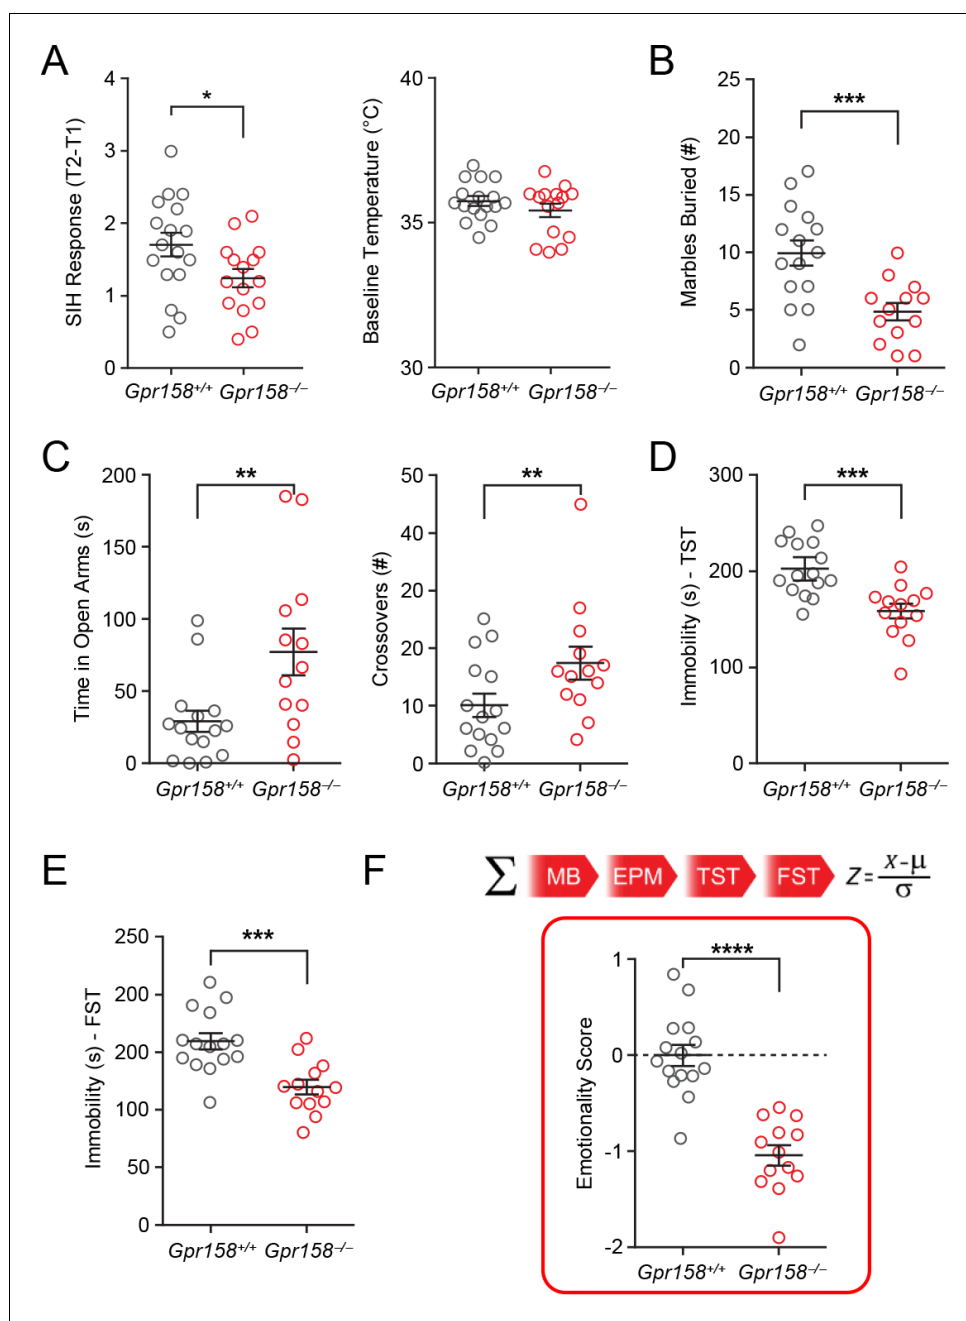 A
SIH Response (T2-T1)
4
3
2
1
0
*
Gpr158+/+ Gpr158−/−
Baseline Temperature (°C)
40
35
30
Gpr158+/+ Gpr158−/−
B
Marbles Buried (#)
25
20
15
10
5
0
***
Gpr158+/+ Gpr158−/−
C
Time in Open Arms (s)
200
150
100
50
0
**
Gpr158+/+ Gpr158−/−
Crossovers (#)
50
40
20
20
10
0
**
Gpr158+/+ Gpr158−/−
D
Immobility (s) - TST
300
200
100
0
***
Gpr158+/+ Gpr158−/−
E
Immobility (s) - FST
250
200
200
100
50
0
***
Gpr158+/+ Gpr158−/−
F
∑ MB EPM TST FST Z = x-μ / σ
Emotionality Score
1
0
-1
-2
****
Gpr158+/+ Gpr158−/−